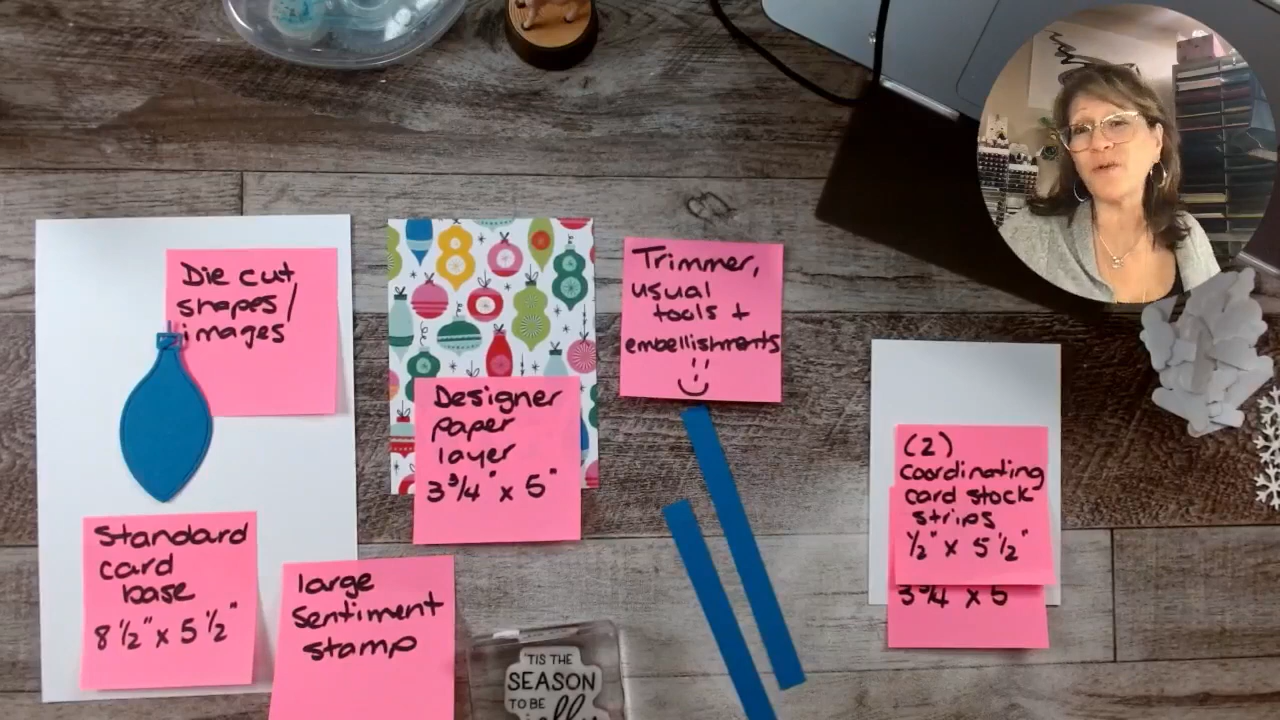 Die cut
shapes/
images
Standard
card
base
8 1/2" x 5 1/2"
large
sentiment
stamp
Designer
paper
layer
3 3/4" x 5"
Trimmer,
usual
tools +
embellishments
'TIS THE
SEASON
TO BE
(2)
coordinating
card stock
strips
1/2" x 5 1/2"
3 3/4 x 5